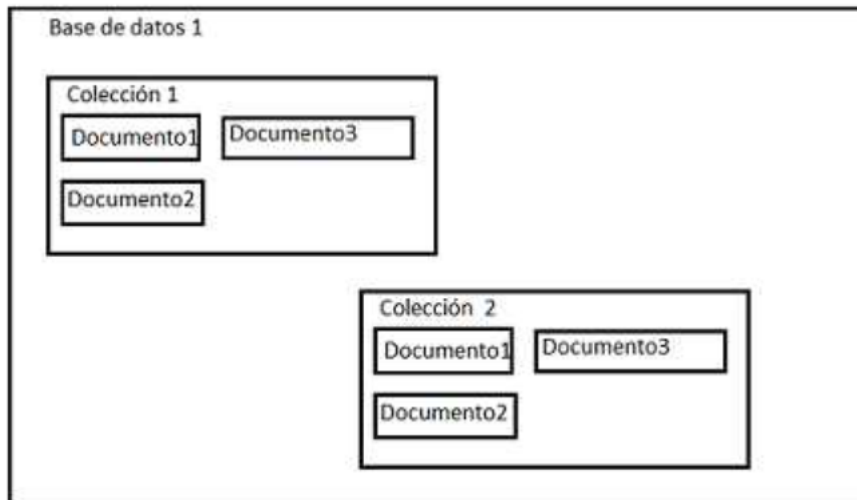 Base de datos 1
Colección 1
Documento1
Documento3
Documento2
Colección  2
Documento1
Documento3
Documento2